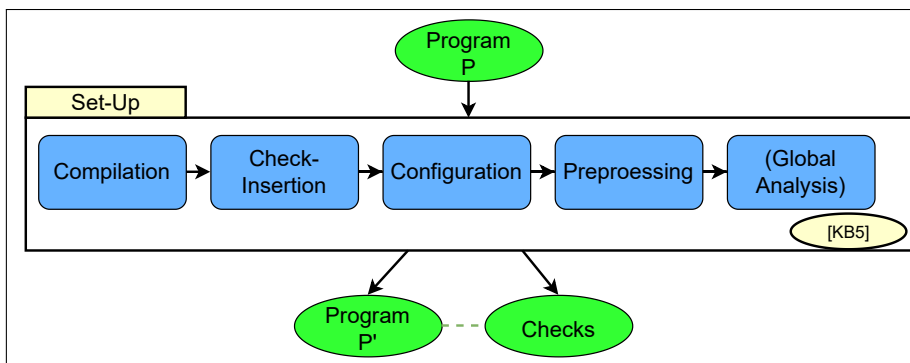 Program
P
Set-Up
Compilation
Check-
Insertion
Configuration
Preproessing
(Global
Analysis)
[KB5]
Program
P'
Checks